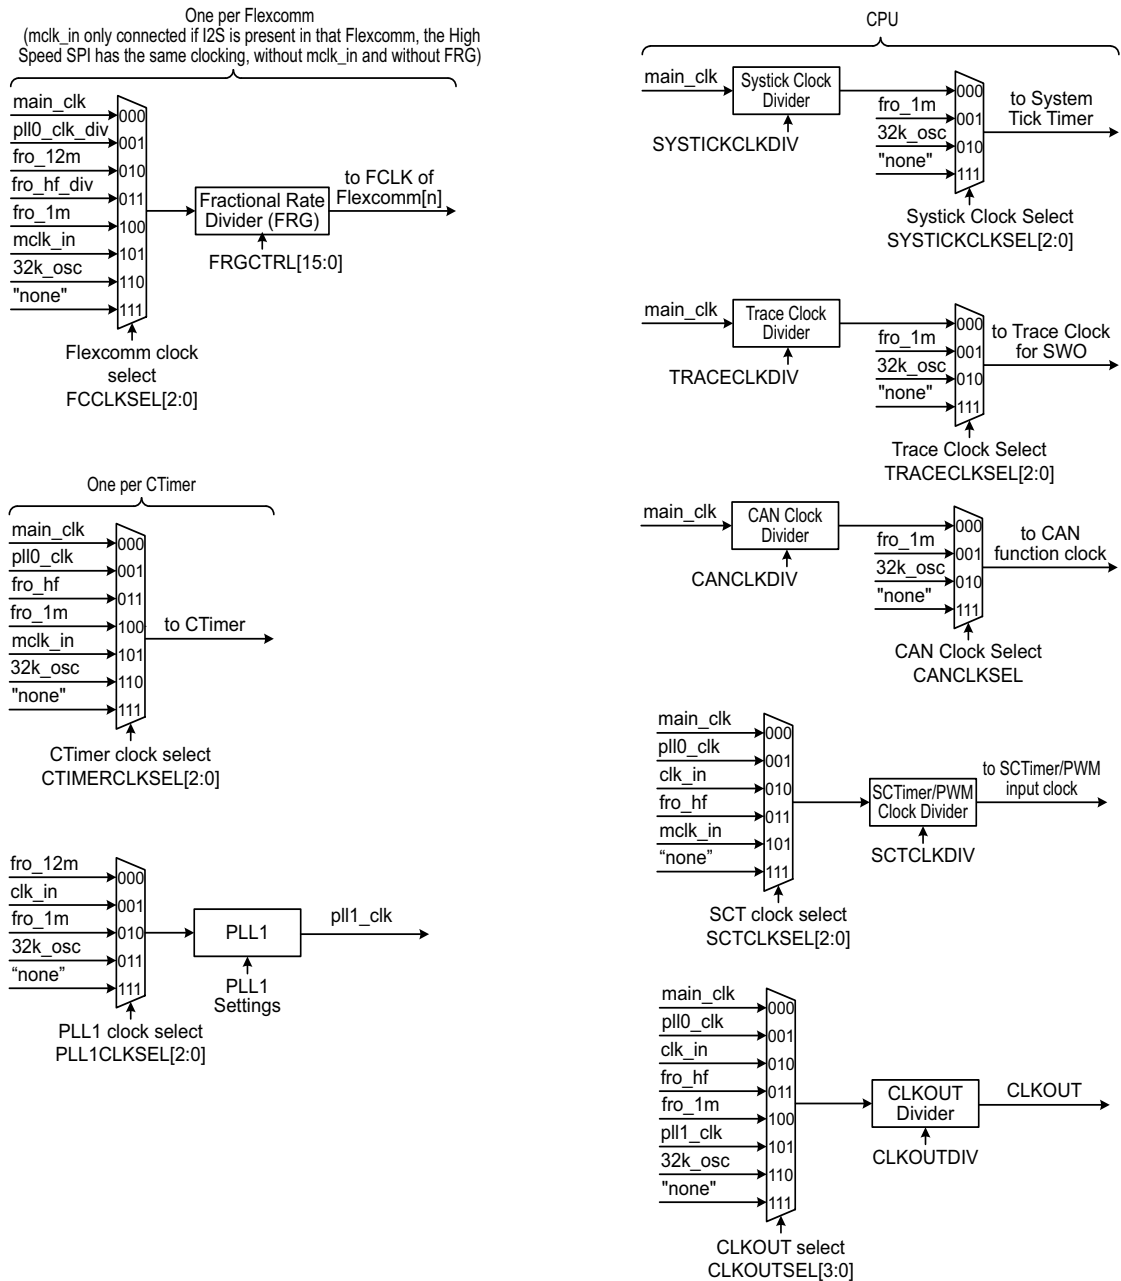 One per Flexcomm
(mclk_in only connected if I2S is present in that Flexcomm, the High
Speed SPI has the same clocking, without mclk_in and without FRG)
main_clk
000
pll0_clk_div
001
fro_12m
010
fro_hf_div
011
fro_1m
100
mclk_in
101
32k_osc
110
"none"
111
Fractional Rate
Divider (FRG)
to FCLK of
Flexcomm[n]
FRGCTRL[15:0]
Flexcomm clock
select
FCCLKSEL[2:0]
One per CTimer
main_clk
000
pll0_clk
001
fro_hf
011
fro_1m
100
mclk_in
101
32k_osc
110
"none"
111
to CTimer
CTimer clock select
CTIMERCLKSEL[2:0]
fro_12m
000
clk_in
001
fro_1m
010
32k_osc
011
“none”
111
PLL1
pll1_clk
PLL1
Settings
PLL1 clock select
PLL1CLKSEL[2:0]
CPU
main_clk
Systick Clock
Divider
SYSTICKCLKDIV
000
fro_1m
001
32k_osc
010
"none"
111
to System
Tick Timer
Systick Clock Select
SYSTICKCLKSEL[2:0]
main_clk
Trace Clock
Divider
TRACECLKDIV
000
fro_1m
001
32k_osc
010
"none"
111
to Trace Clock
for SWO
Trace Clock Select
TRACECLKSEL[2:0]
main_clk
CAN Clock
Divider
CANCLKDIV
000
fro_1m
001
32k_osc
010
"none"
111
to CAN
function clock
CAN Clock Select
CANCLKSEL
main_clk
000
pll0_clk
001
clk_in
010
fro_hf
011
mclk_in
101
“none”
111
SCTimer/PWM
Clock Divider
to SCTimer/PWM
input clock
SCTCLKDIV
SCT clock select
SCTCLKSEL[2:0]
main_clk
000
pll0_clk
001
clk_in
010
fro_hf
011
fro_1m
100
pll1_clk
101
32k_osc
110
"none"
111
CLKOUT
Divider
CLKOUT
CLKOUTDIV
CLKOUT select
CLKOUTSEL[3:0]